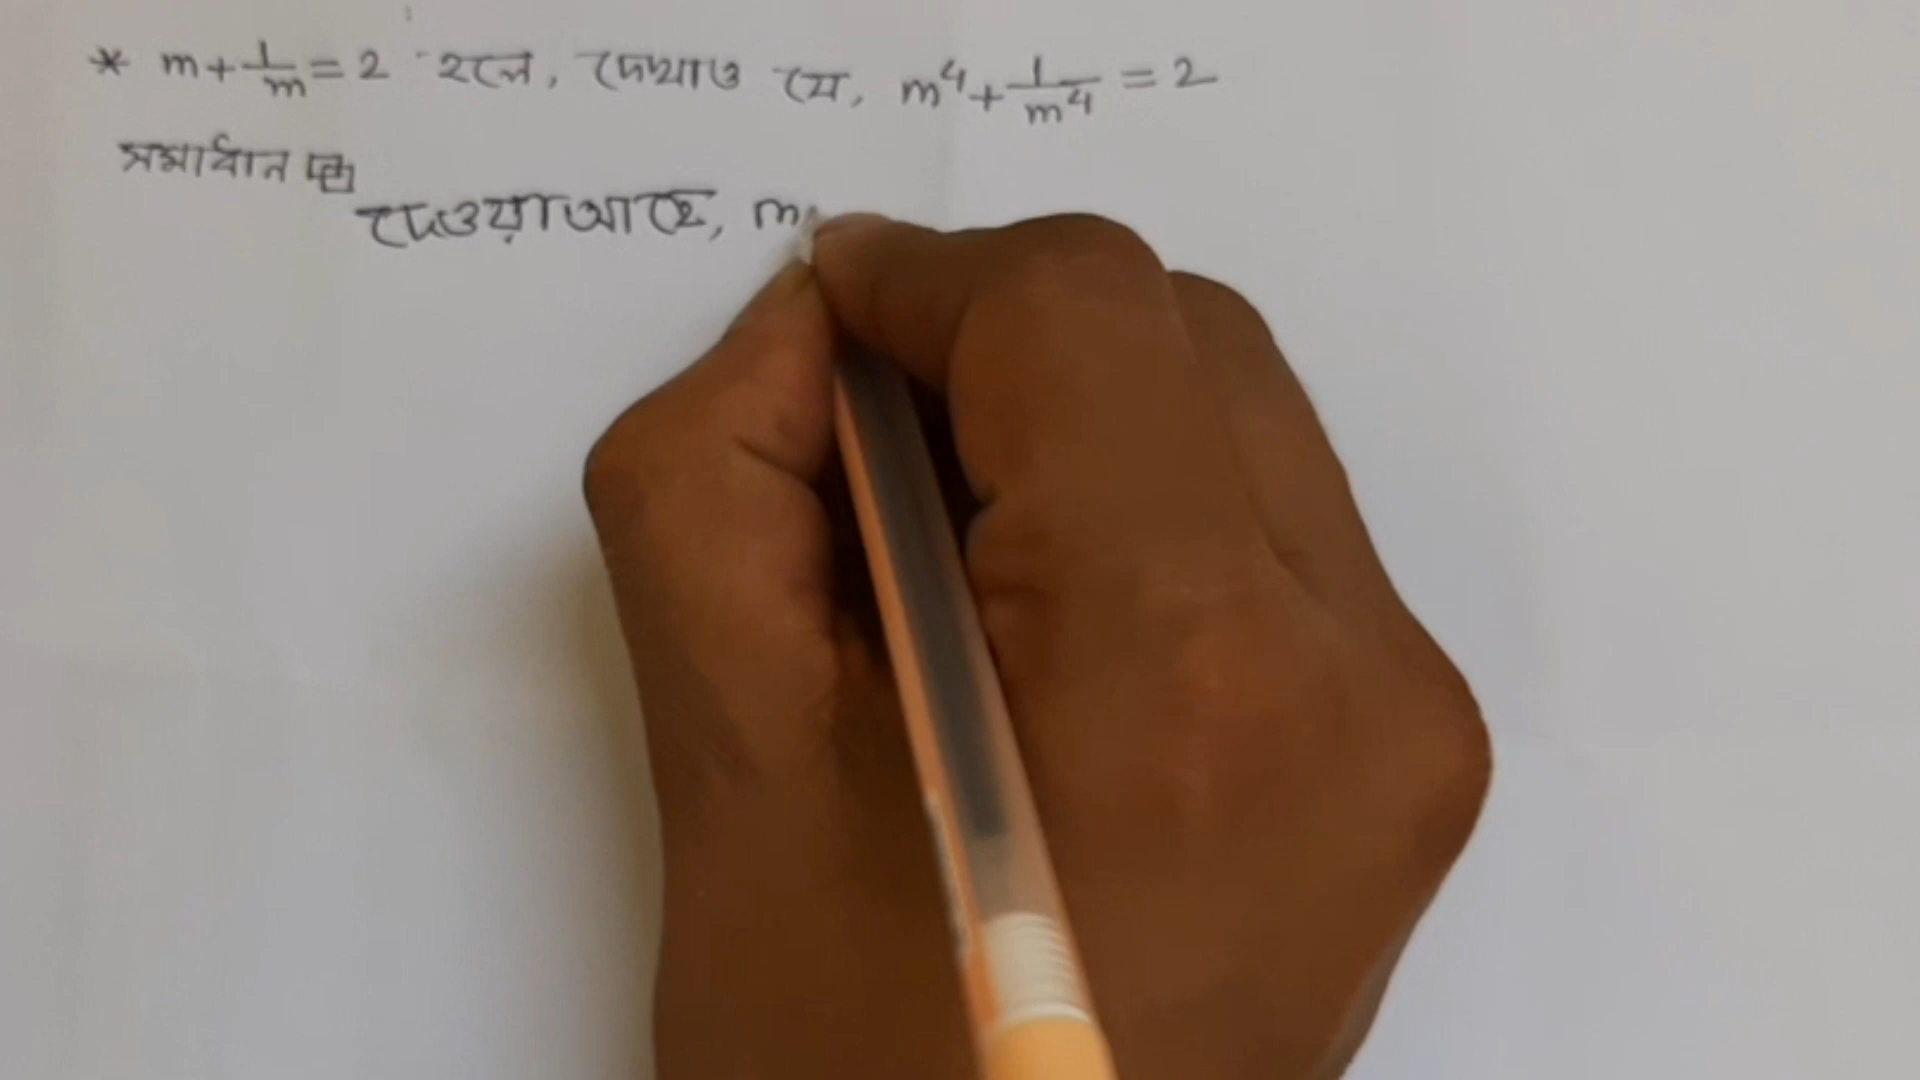 * m+1/m=2 হলে, দেখাও যে, m⁴+1/m⁴=2
সমাধান
দেওয়া আছে, m